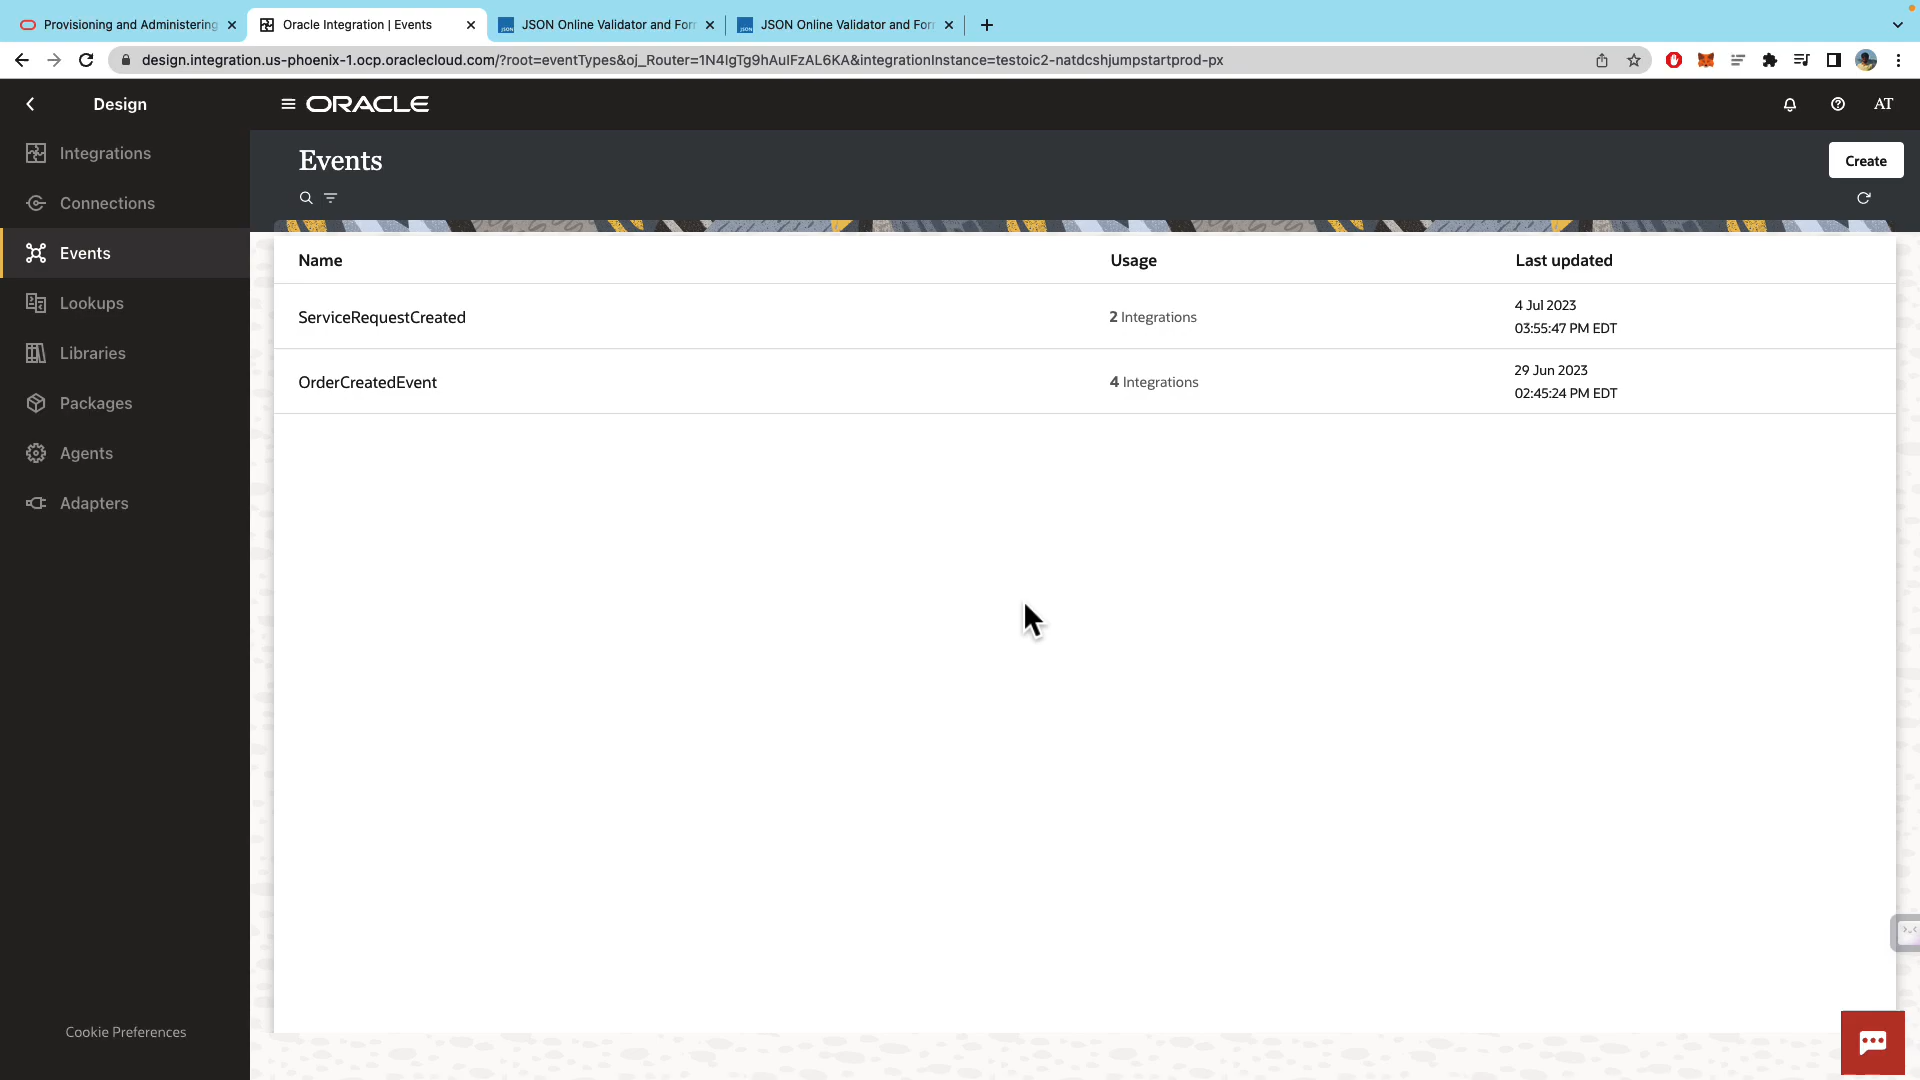 Provisioning and Administering
Oracle Integration | Events
JSON Online Validator and For
JSON Online Validator and For
design.integration.us-phoenix-1.ocp.oraclecloud.com/?root=eventTypes&oj_Router=1N4IgTg9hAuIFzAL6KA&integrationInstance=testoic2-natdcshjumpstartprod-px
Design
ORACLE
AT
Integrations
Connections
Events
Lookups
Libraries
Packages
Agents
Adapters
Cookie Preferences
Events
Create
Name Usage Last updated
ServiceRequestCreated 2 Integrations 4 Jul 2023
03:55:47 PM EDT
OrderCreatedEvent 4 Integrations 29 Jun 2023
02:45:24 PM EDT